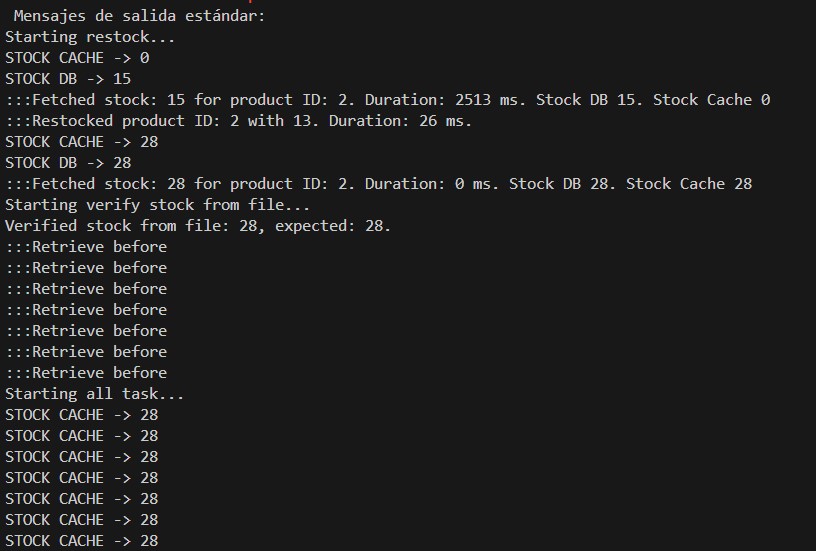 Mensajes de salida estándar:
Starting restock...
STOCK CACHE -> 0
STOCK DB -> 15
:::Fetched stock: 15 for product ID: 2. Duration: 2513 ms. Stock DB 15. Stock Cache 0
:::Restocked product ID: 2 with 13. Duration: 26 ms.
STOCK CACHE -> 28
STOCK DB -> 28
:::Fetched stock: 28 for product ID: 2. Duration: 0 ms. Stock DB 28. Stock Cache 28
Starting verify stock from file...
Verified stock from file: 28, expected: 28.
:::Retrieve before
:::Retrieve before
:::Retrieve before
:::Retrieve before
:::Retrieve before
:::Retrieve before
:::Retrieve before
Starting all task...
STOCK CACHE -> 28
STOCK CACHE -> 28
STOCK CACHE -> 28
STOCK CACHE -> 28
STOCK CACHE -> 28
STOCK CACHE -> 28
STOCK CACHE -> 28